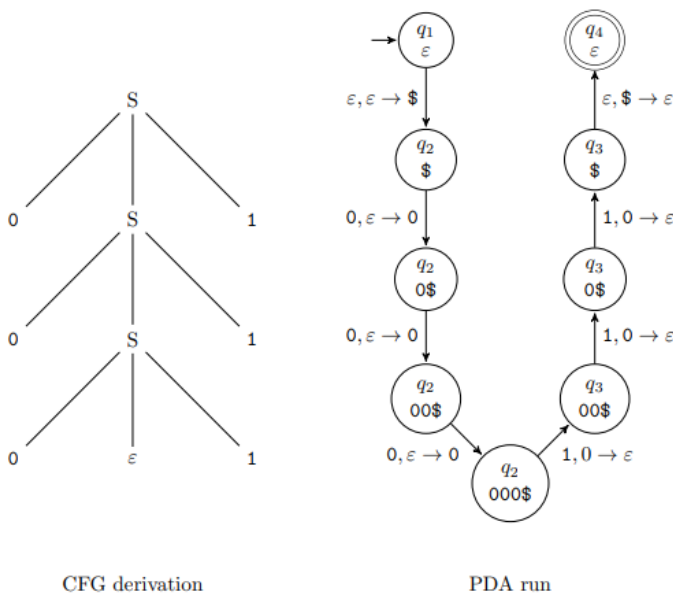 q₁
ε
q₄
ε
ε, ε → $
ε, $ → ε
S
q₂
$
q₃
$
0, ε → 0
1, 0 → ε
0
S
1
q₂
0$
q₃
0$
0, ε → 0
1, 0 → ε
0
S
1
q₂
00$
q₃
00$
0, ε → 0
1, 0 → ε
0
ε
1
q₂
000$
CFG derivation
PDA run